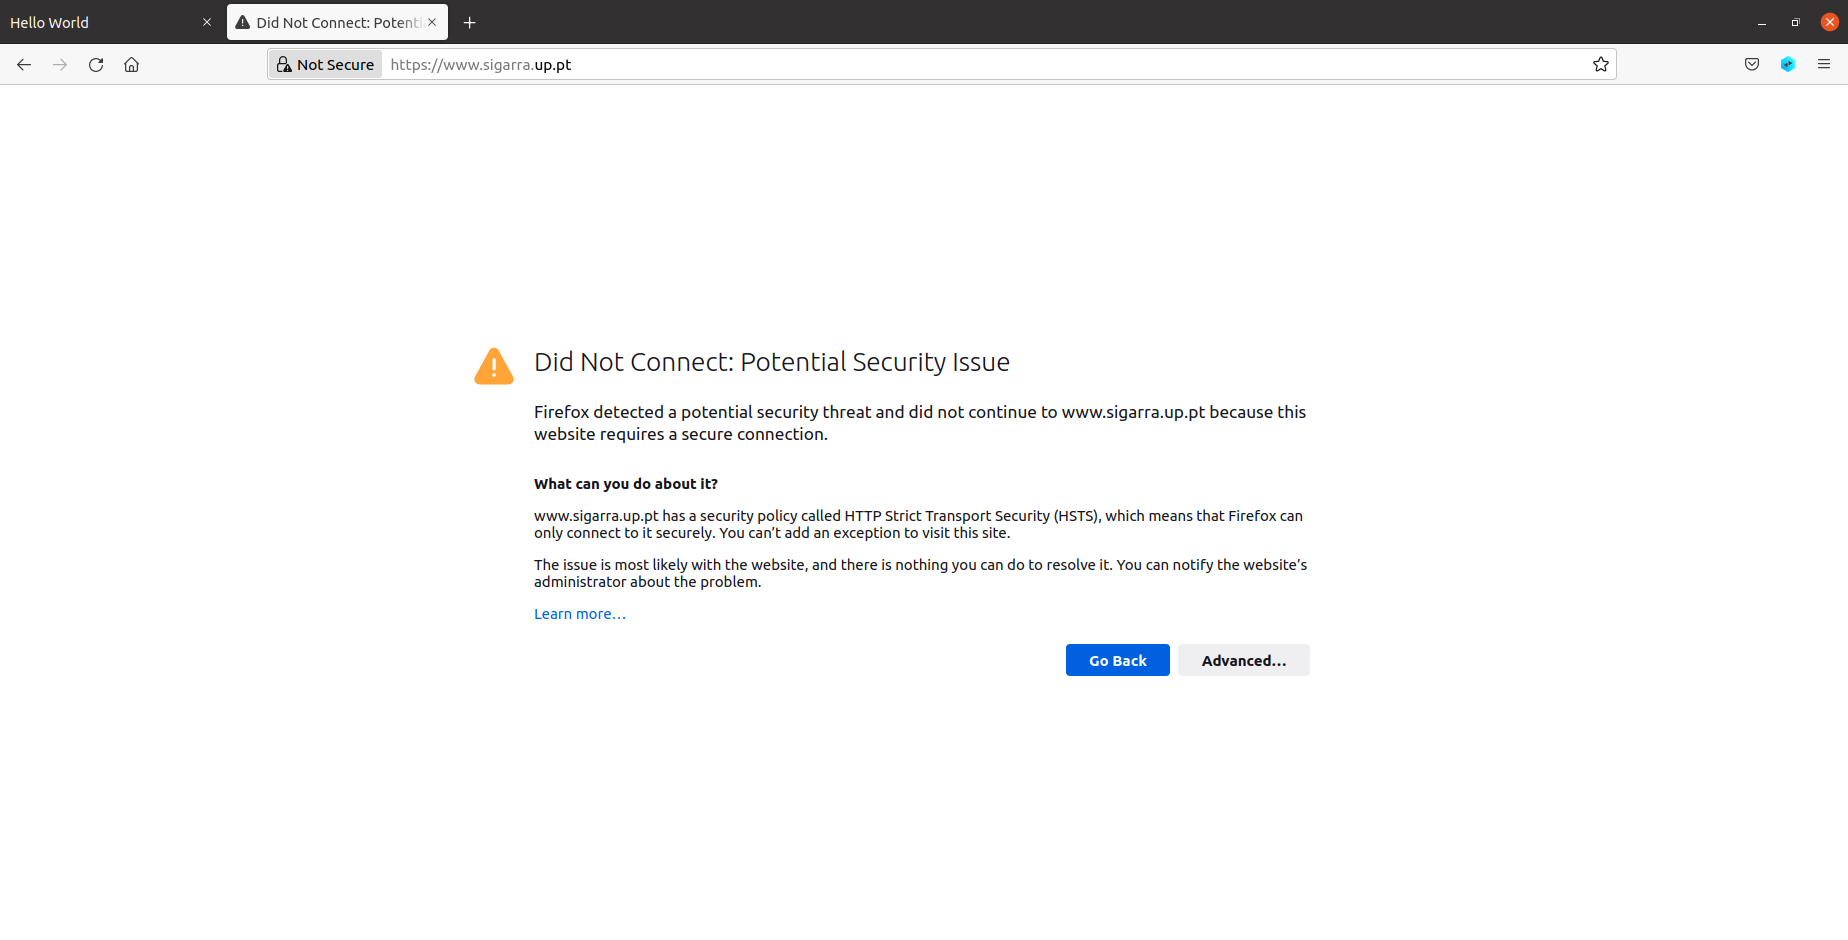 Hello World
Did Not Connect: Potenti
Not Secure
https://www.sigarra.up.pt
Did Not Connect: Potential Security Issue
Firefox detected a potential security threat and did not continue to www.sigarra.up.pt because this
website requires a secure connection.
What can you do about it?
www.sigarra.up.pt has a security policy called HTTP Strict Transport Security (HSTS), which means that Firefox can
only connect to it securely. You can’t add an exception to visit this site.
The issue is most likely with the website, and there is nothing you can do to resolve it. You can notify the website’s
administrator about the problem.
Learn more…
Go Back
Advanced…